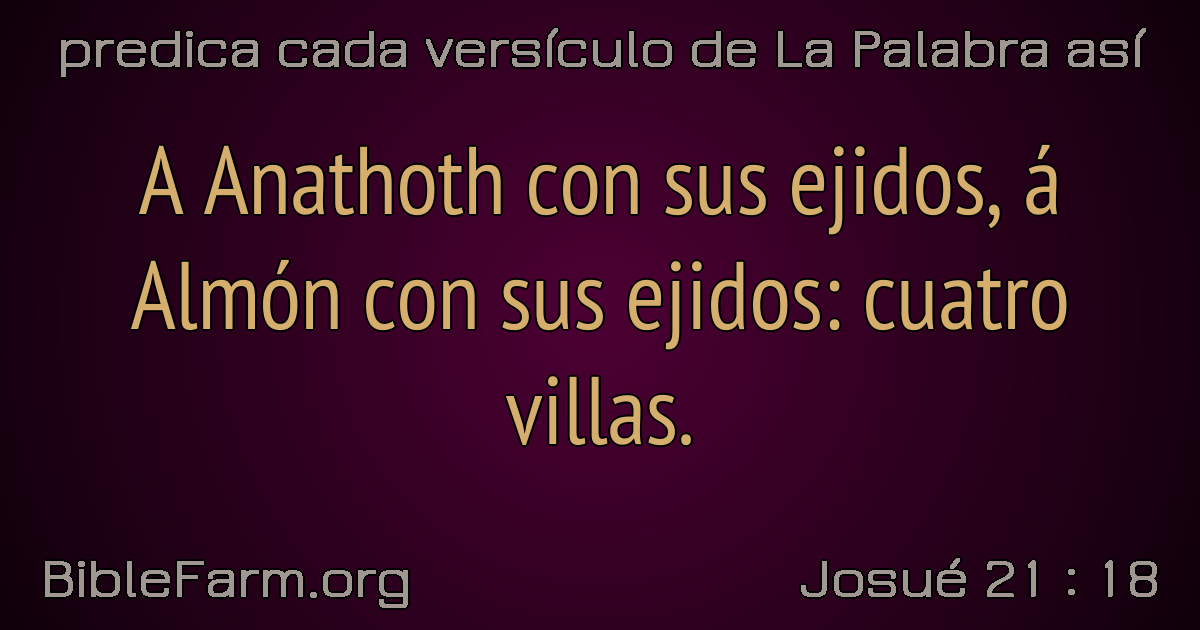 predica cada versículo de La Palabra así
A Anathoth con sus ejidos, á
Almón con sus ejidos: cuatro
villas.
BibleFarm.org
Josué 21 : 18